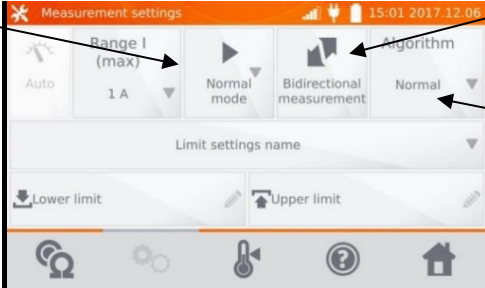 Measurement settings
15:01 2017.12.06
Auto
Range I
(max)
1 A
Normal
mode
Bidirectional
measurement
Algorithm
Normal
Limit settings name
Lower limit
Upper limit